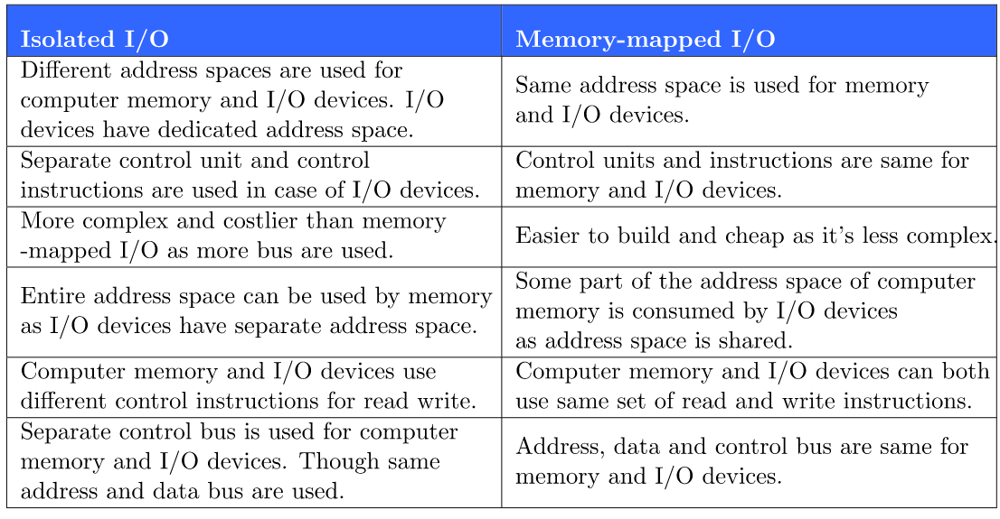 Isolated I/O
Memory-mapped I/O
Different address spaces are used for
computer memory and I/O devices. I/O
devices have dedicated address space.
Same address space is used for memory
and I/O devices.
Separate control unit and control
instructions are used in case of I/O devices.
Control units and instructions are same for
memory and I/O devices.
More complex and costlier than memory
-mapped I/O as more bus are used.
Easier to build and cheap as it's less complex.
Entire address space can be used by memory
as I/O devices have separate address space.
Some part of the address space of computer
memory is consumed by I/O devices
as address space is shared.
Computer memory and I/O devices use
different control instructions for read write.
Computer memory and I/O devices can both
use same set of read and write instructions.
Separate control bus is used for computer
memory and I/O devices. Though same
address and data bus are used.
Address, data and control bus are same for
memory and I/O devices.